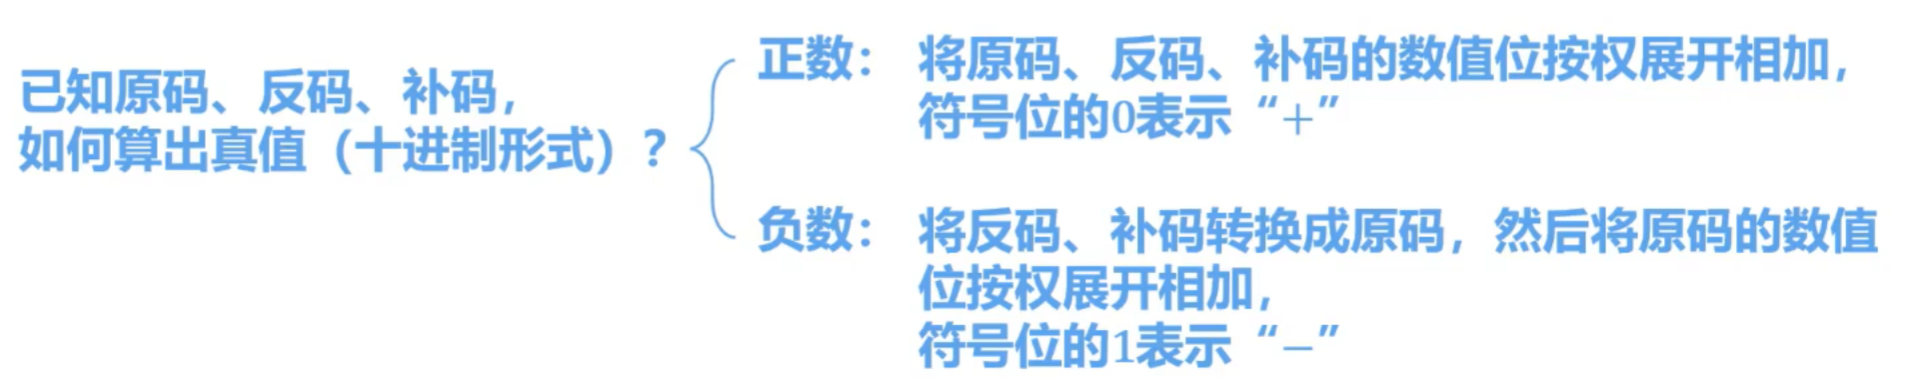 已知原码、反码、补码，
如何算出真值（十进制形式）？
正数： 将原码、反码、补码的数值位按权展开相加，
符号位的0表示“+”
负数： 将反码、补码转换成原码，然后将原码的数值
位按权展开相加，
符号位的1表示“−”